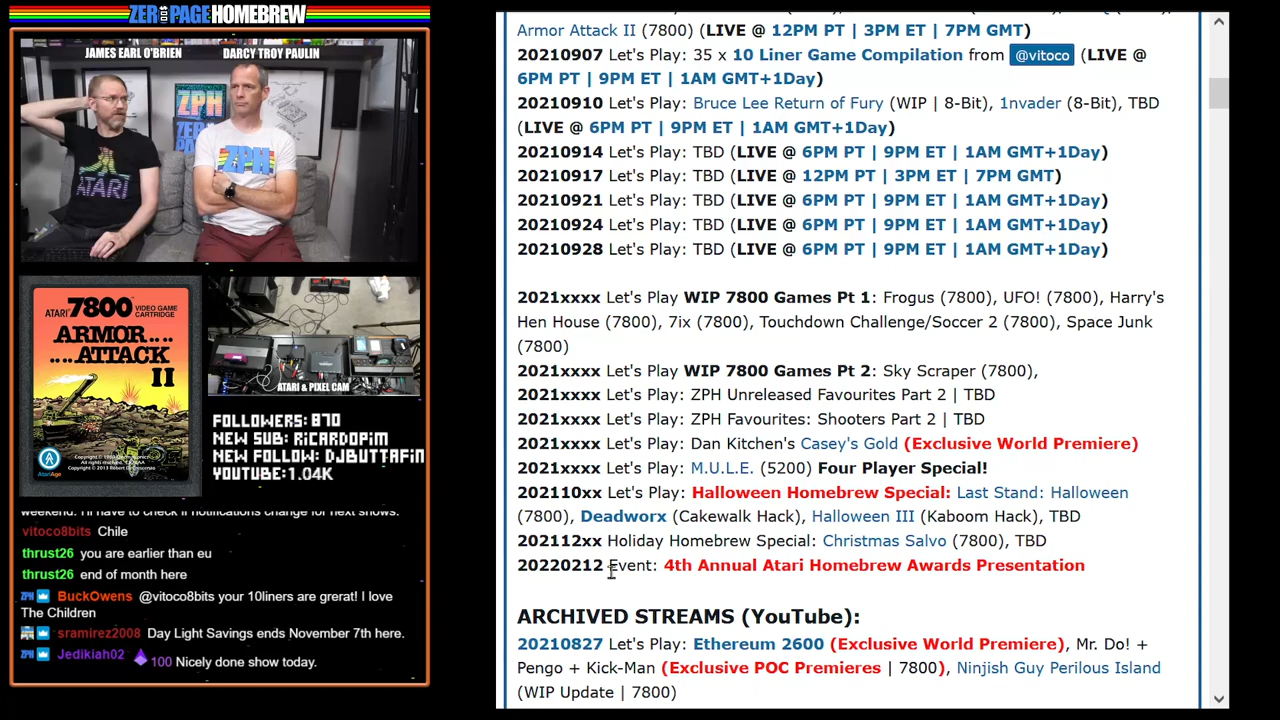 ZERO PAGE HOMEBREW
JAMES EARL O'BRIEN
DARCY TROY PAULIN
ATARI
ZPH
ZPH
ATARI 7800 VIDEO GAME CARTRIDGE
ARMOR...
..ATTACK
II
AtariAge
ATARI & PIXEL CAM
FOLLOWERS: 870
NEW SUB: RICARDOPIM
NEW FOLLOW: DJBUTTAFIN
YOUTUBE: 1.04K
weekend. I'll have to check if notifications change for next shows.
vitoco8bits Chile
thrust26 you are earlier than eu
thrust26 end of month here
BuckOwens @vitoco8bits your 10liners are grerat! I love
The Children
sramirez2008 Day Light Savings ends November 7th here.
Jedikiah02 100 Nicely done show today.
Armor Attack II (7800) (LIVE @ 12PM PT | 3PM ET | 7PM GMT)
20210907 Let's Play: 35 x 10 Liner Game Compilation from @vitoco (LIVE @
6PM PT | 9PM ET | 1AM GMT+1Day)
20210910 Let's Play: Bruce Lee Return of Fury (WIP | 8-Bit), 1nvader (8-Bit), TBD
(LIVE @ 6PM PT | 9PM ET | 1AM GMT+1Day)
20210914 Let's Play: TBD (LIVE @ 6PM PT | 9PM ET | 1AM GMT+1Day)
20210917 Let's Play: TBD (LIVE @ 12PM PT | 3PM ET | 7PM GMT)
20210921 Let's Play: TBD (LIVE @ 6PM PT | 9PM ET | 1AM GMT+1Day)
20210924 Let's Play: TBD (LIVE @ 6PM PT | 9PM ET | 1AM GMT+1Day)
20210928 Let's Play: TBD (LIVE @ 6PM PT | 9PM ET | 1AM GMT+1Day)
2021xxxx Let's Play WIP 7800 Games Pt 1: Frogus (7800), UFO! (7800), Harry's
Hen House (7800), 7ix (7800), Touchdown Challenge/Soccer 2 (7800), Space Junk
(7800)
2021xxxx Let's Play WIP 7800 Games Pt 2: Sky Scraper (7800),
2021xxxx Let's Play: ZPH Unreleased Favourites Part 2 | TBD
2021xxxx Let's Play: ZPH Favourites: Shooters Part 2 | TBD
2021xxxx Let's Play: Dan Kitchen's Casey's Gold (Exclusive World Premiere)
2021xxxx Let's Play: M.U.L.E. (5200) Four Player Special!
202110xx Let's Play: Halloween Homebrew Special: Last Stand: Halloween
(7800), Deadworx (Cakewalk Hack), Halloween III (Kaboom Hack), TBD
202112xx Holiday Homebrew Special: Christmas Salvo (7800), TBD
20220212 Event: 4th Annual Atari Homebrew Awards Presentation
ARCHIVED STREAMS (YouTube):
20210827 Let's Play: Ethereum 2600 (Exclusive World Premiere), Mr. Do! +
Pengo + Kick-Man (Exclusive POC Premieres | 7800), Ninjish Guy Perilous Island
(WIP Update | 7800)